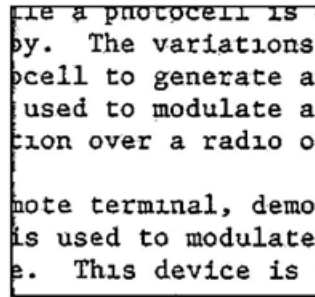 ile a photocell is
by. The variations
ocell to generate a
used to modulate a
tion over a radio o
mote terminal, demo
is used to modulate
e. This device is